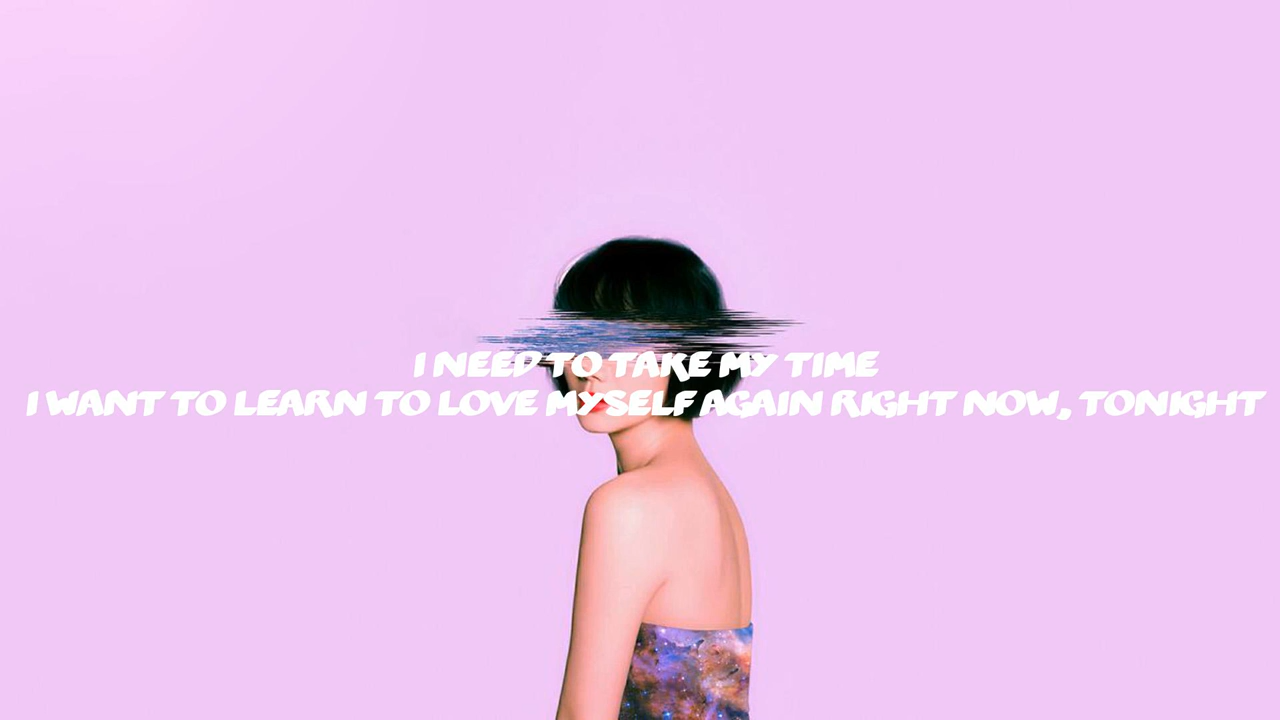 I NEED TO TAKE MY TIME
I WANT TO LEARN TO LOVE MYSELF AGAIN RIGHT NOW, TONIGHT